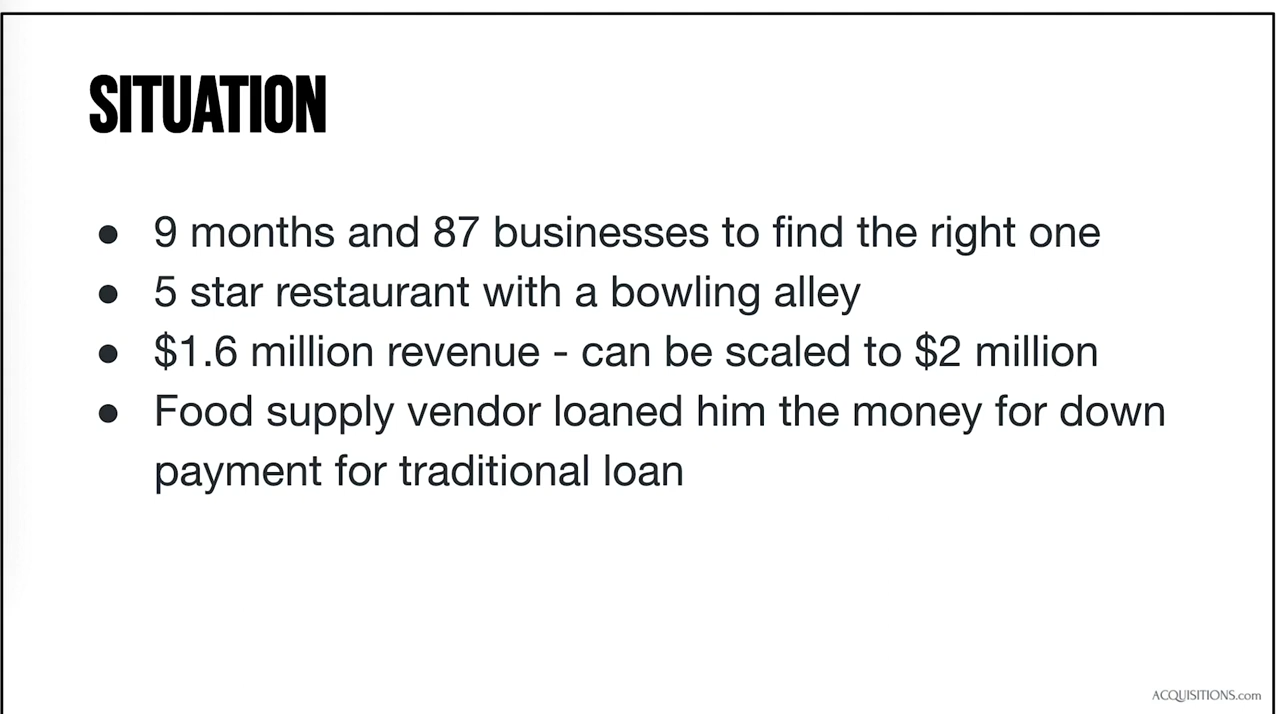 SITUATION
● 9 months and 87 businesses to find the right one
● 5 star restaurant with a bowling alley
● $1.6 million revenue - can be scaled to $2 million
● Food supply vendor loaned him the money for down
payment for traditional loan
ACQUISITIONS.com